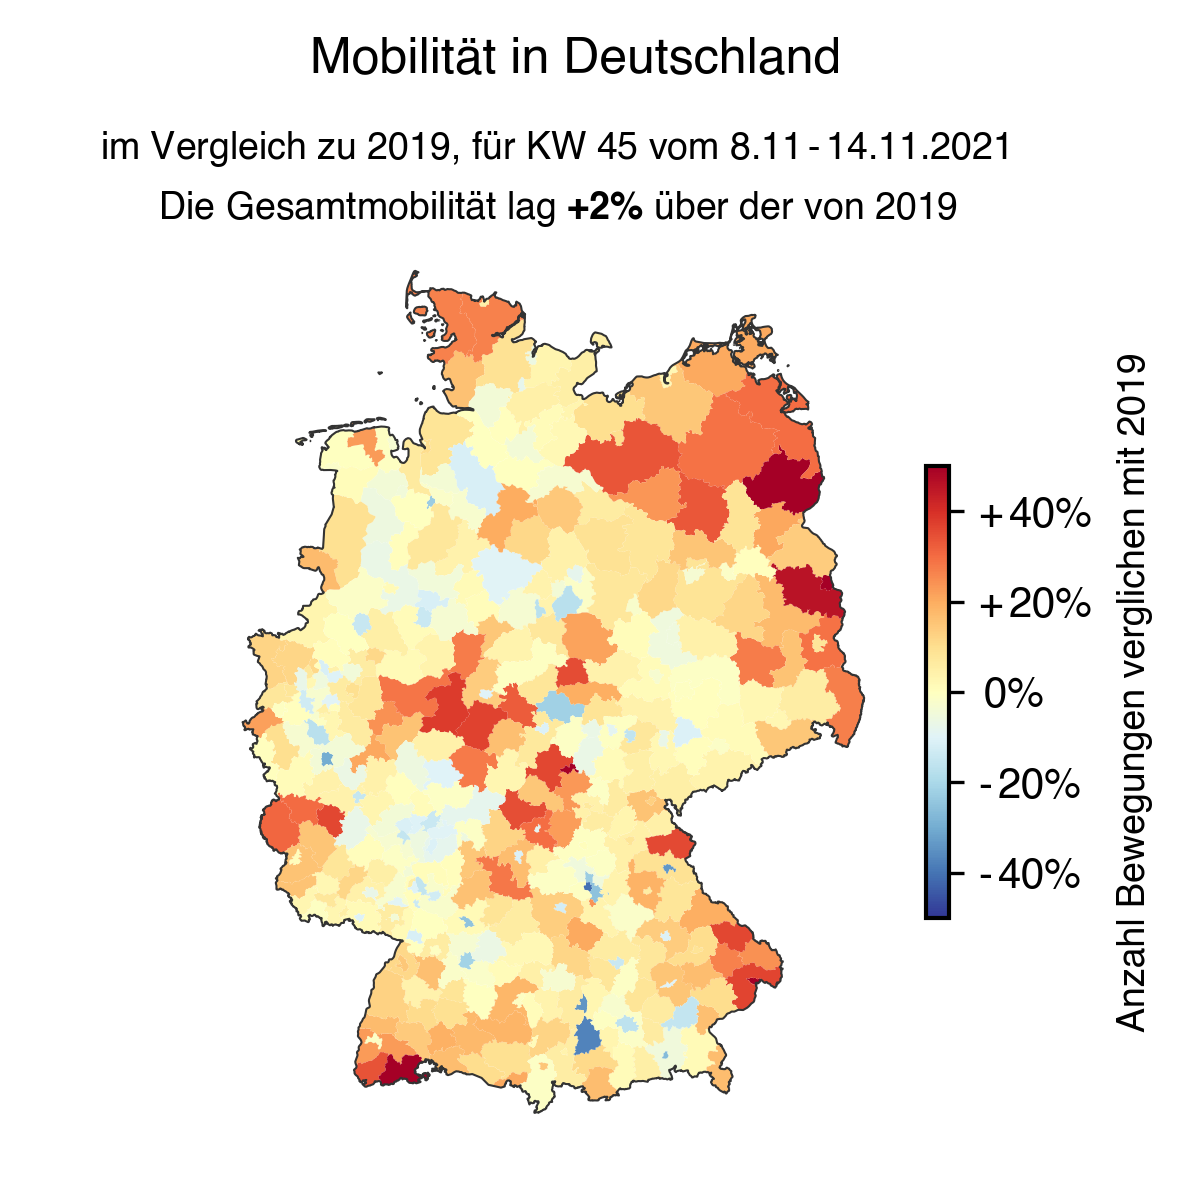 Mobilität in Deutschland
im Vergleich zu 2019, für KW 45 vom 8.11 - 14.11.2021
Die Gesamtmobilität lag +2% über der von 2019
+40%
+20%
0%
-20%
-40%
Anzahl Bewegungen verglichen mit 2019